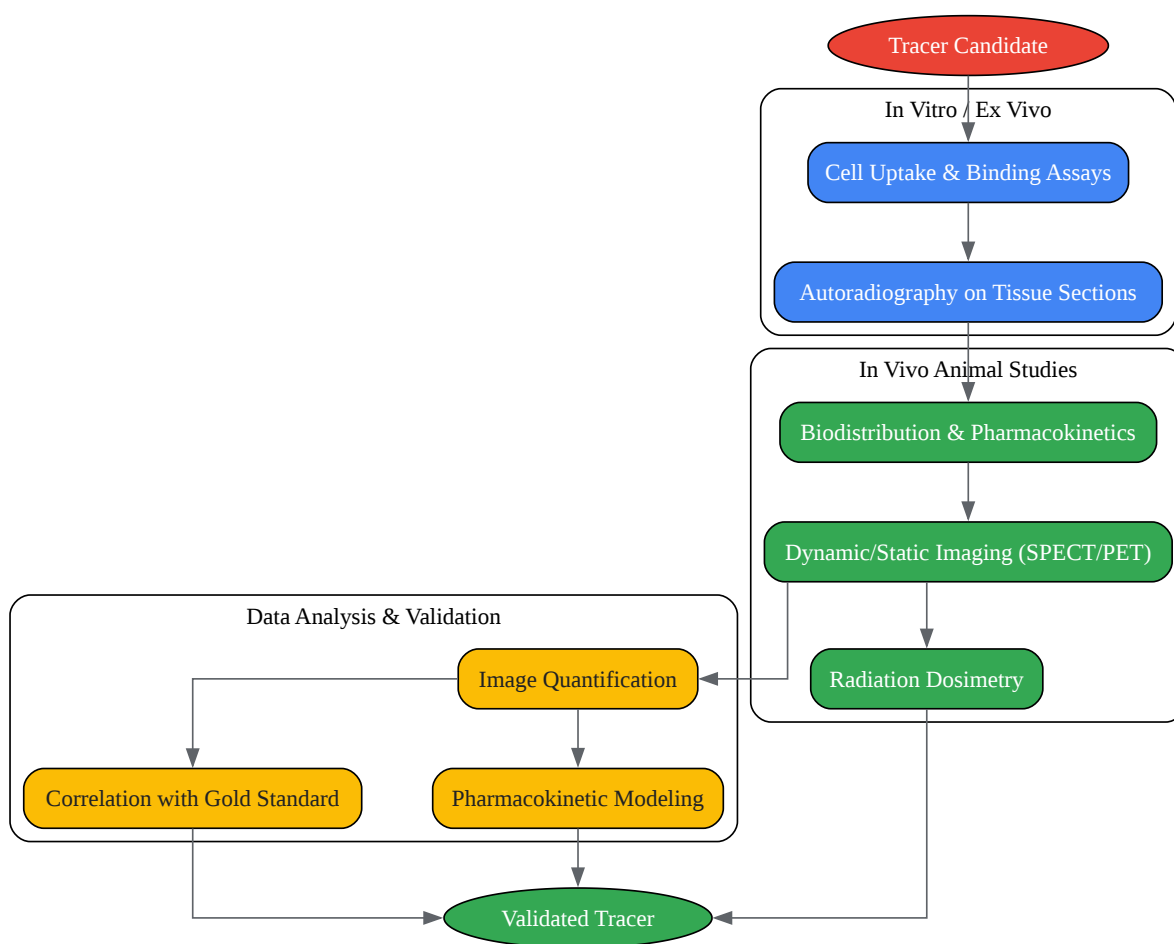 Tracer Candidate
In Vitro / Ex Vivo
Cell Uptake & Binding Assays
Autoradiography on Tissue Sections
In Vivo Animal Studies
Biodistribution & Pharmacokinetics
Dynamic/Static Imaging (SPECT/PET)
Data Analysis & Validation
Image Quantification
Radiation Dosimetry
Correlation with Gold Standard
Pharmacokinetic Modeling
Validated Tracer